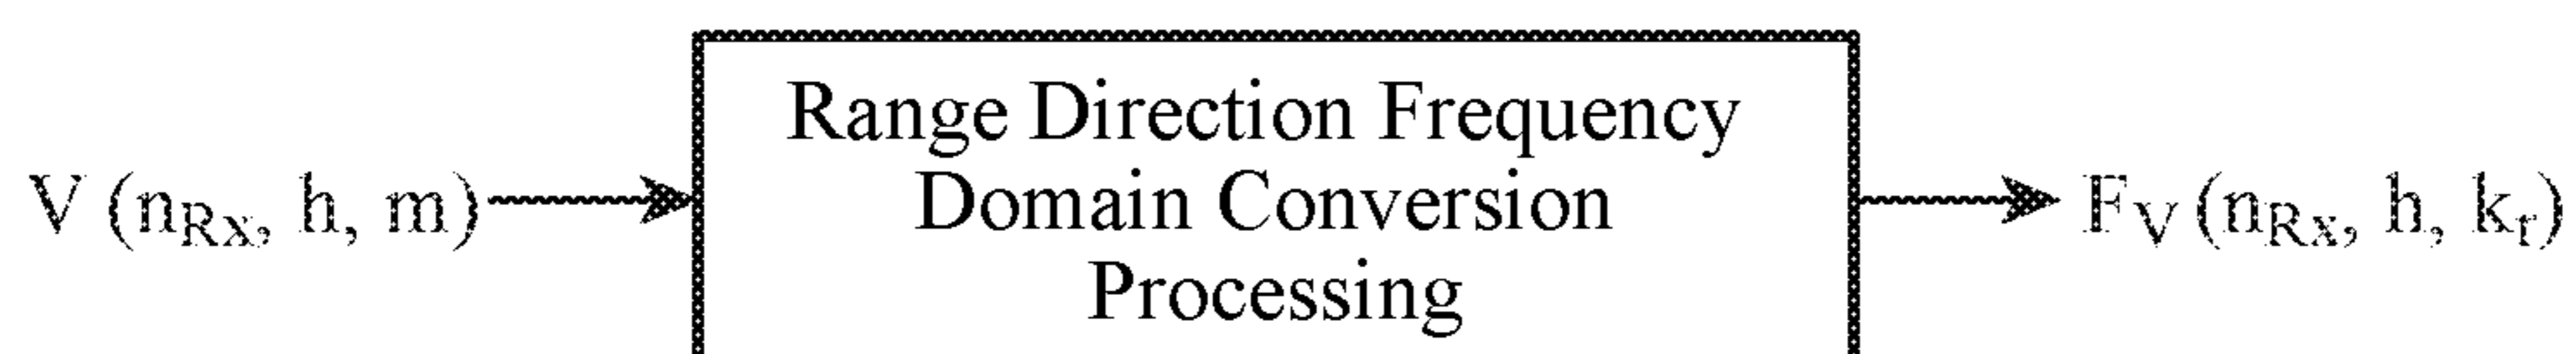 Range Direction Frequency
Domain Conversion
V (nRx, h, m)
FV (nRx, h, kr)
Processing